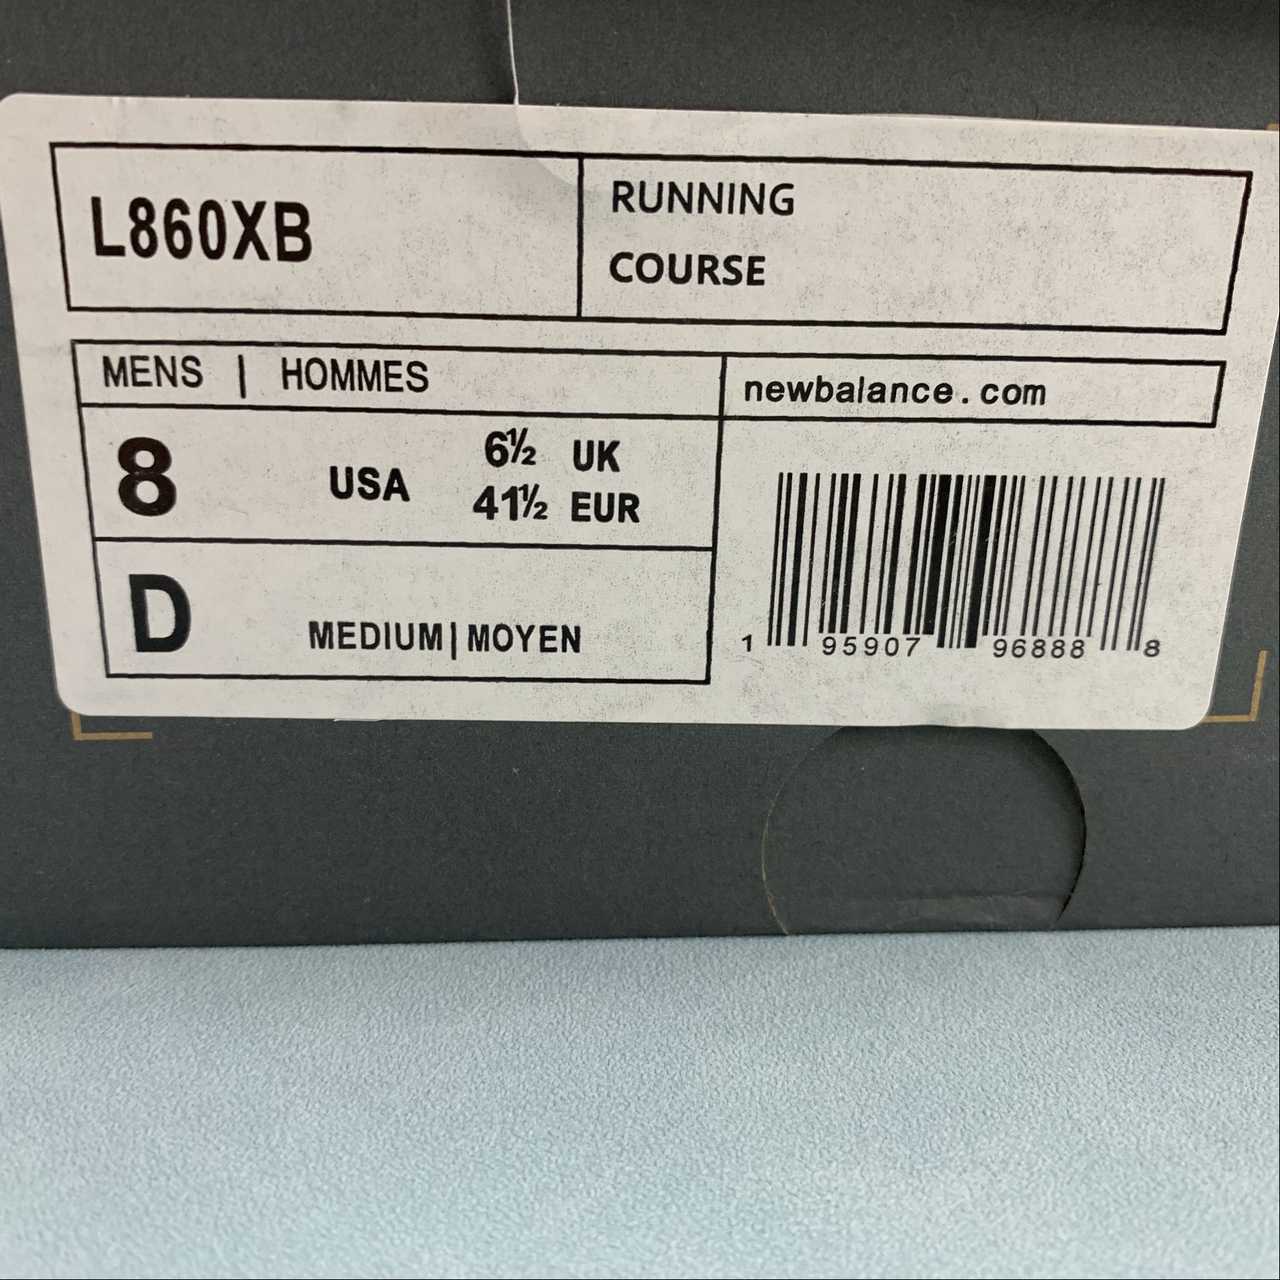 L860XB
RUNNING
COURSE
MENS | HOMMES
newbalance.com
8 USA 6½ UK
41½ EUR
D MEDIUM|MOYEN
1 95907 96888 8